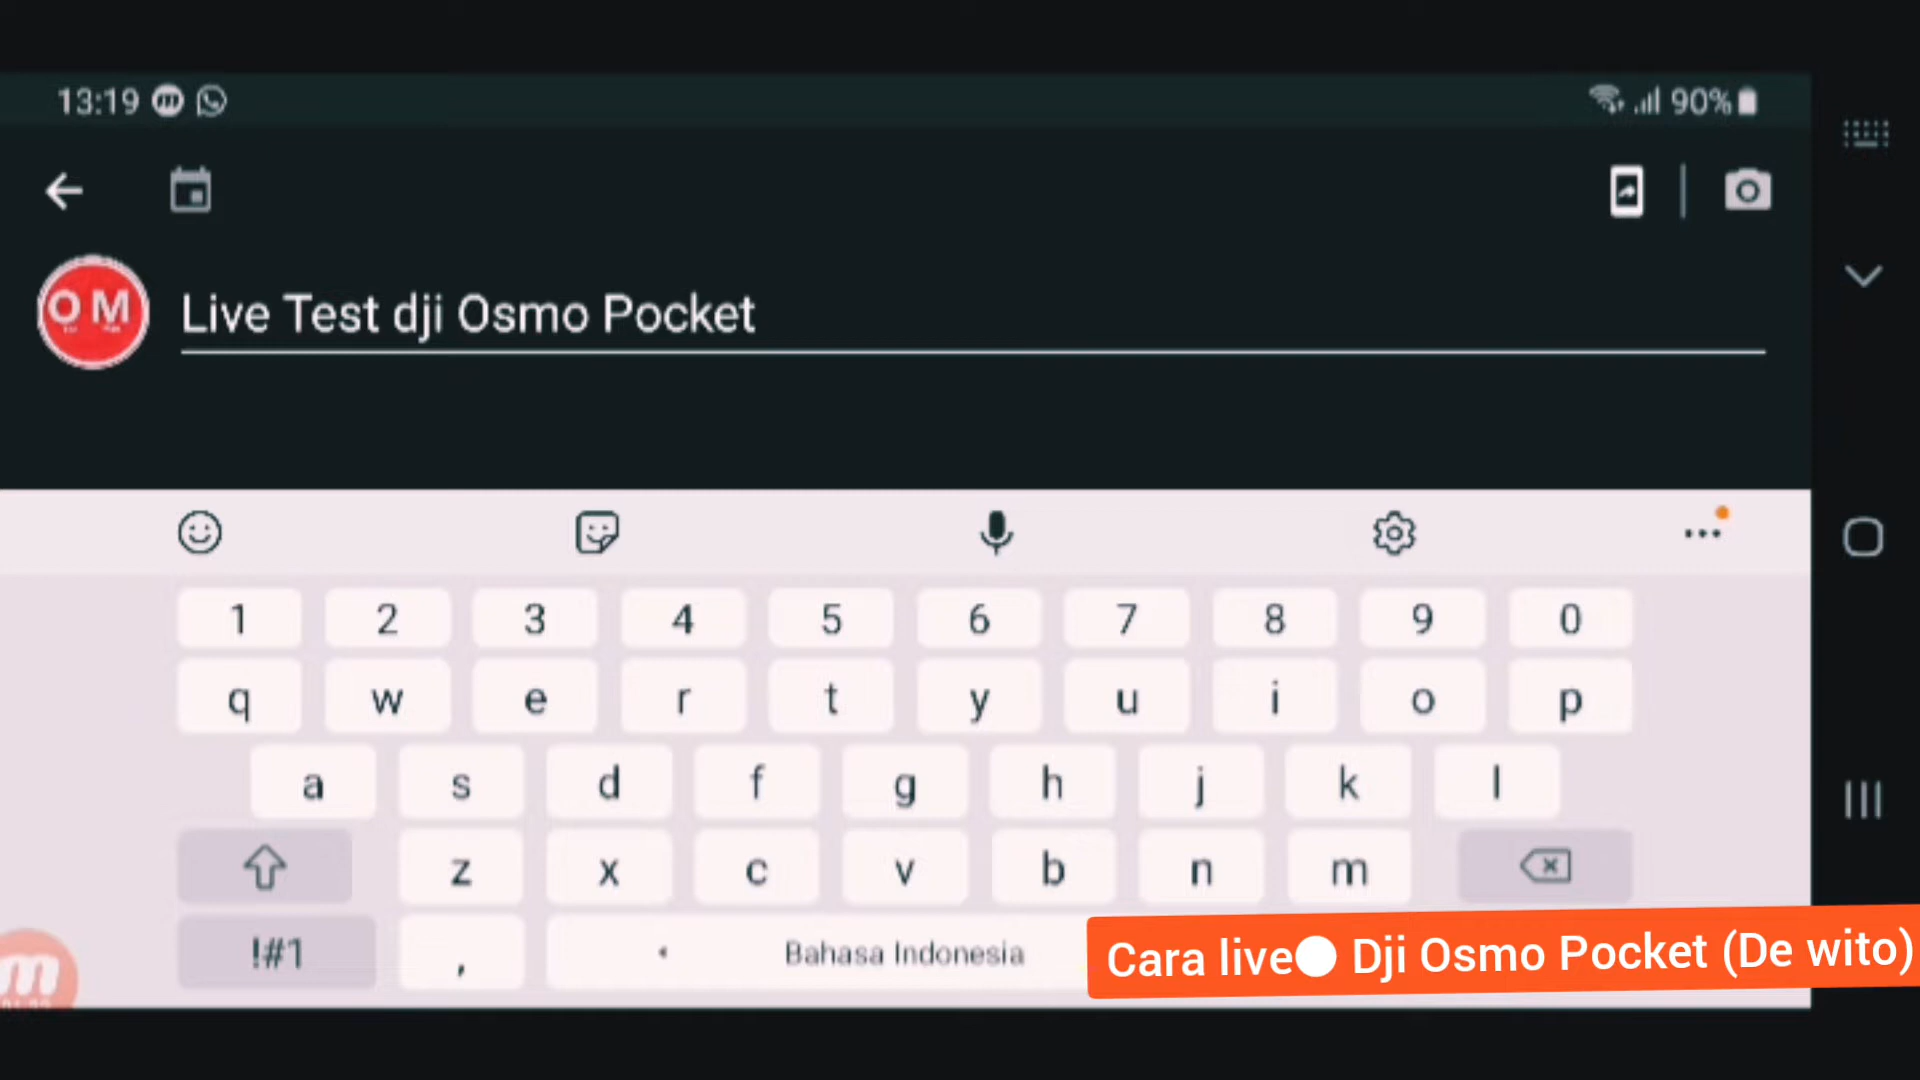 13:19
90%
OM
Live Test dji Osmo Pocket
1 2 3 4 5 6 7 8 9 0
q w e r t y u i o p
a s d f g h j k l
z x c v b n m
!#1 , Bahasa Indonesia
Cara live Dji Osmo Pocket (De wito)